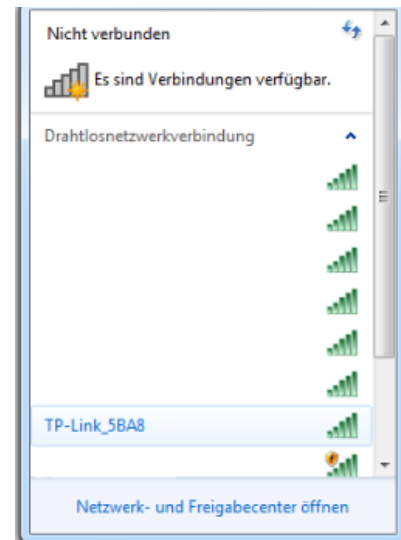 Nicht verbunden
Es sind Verbindungen verfügbar.
Drahtlosnetzwerkverbindung
TP-Link_5BA8
Netzwerk- und Freigabecenter öffnen